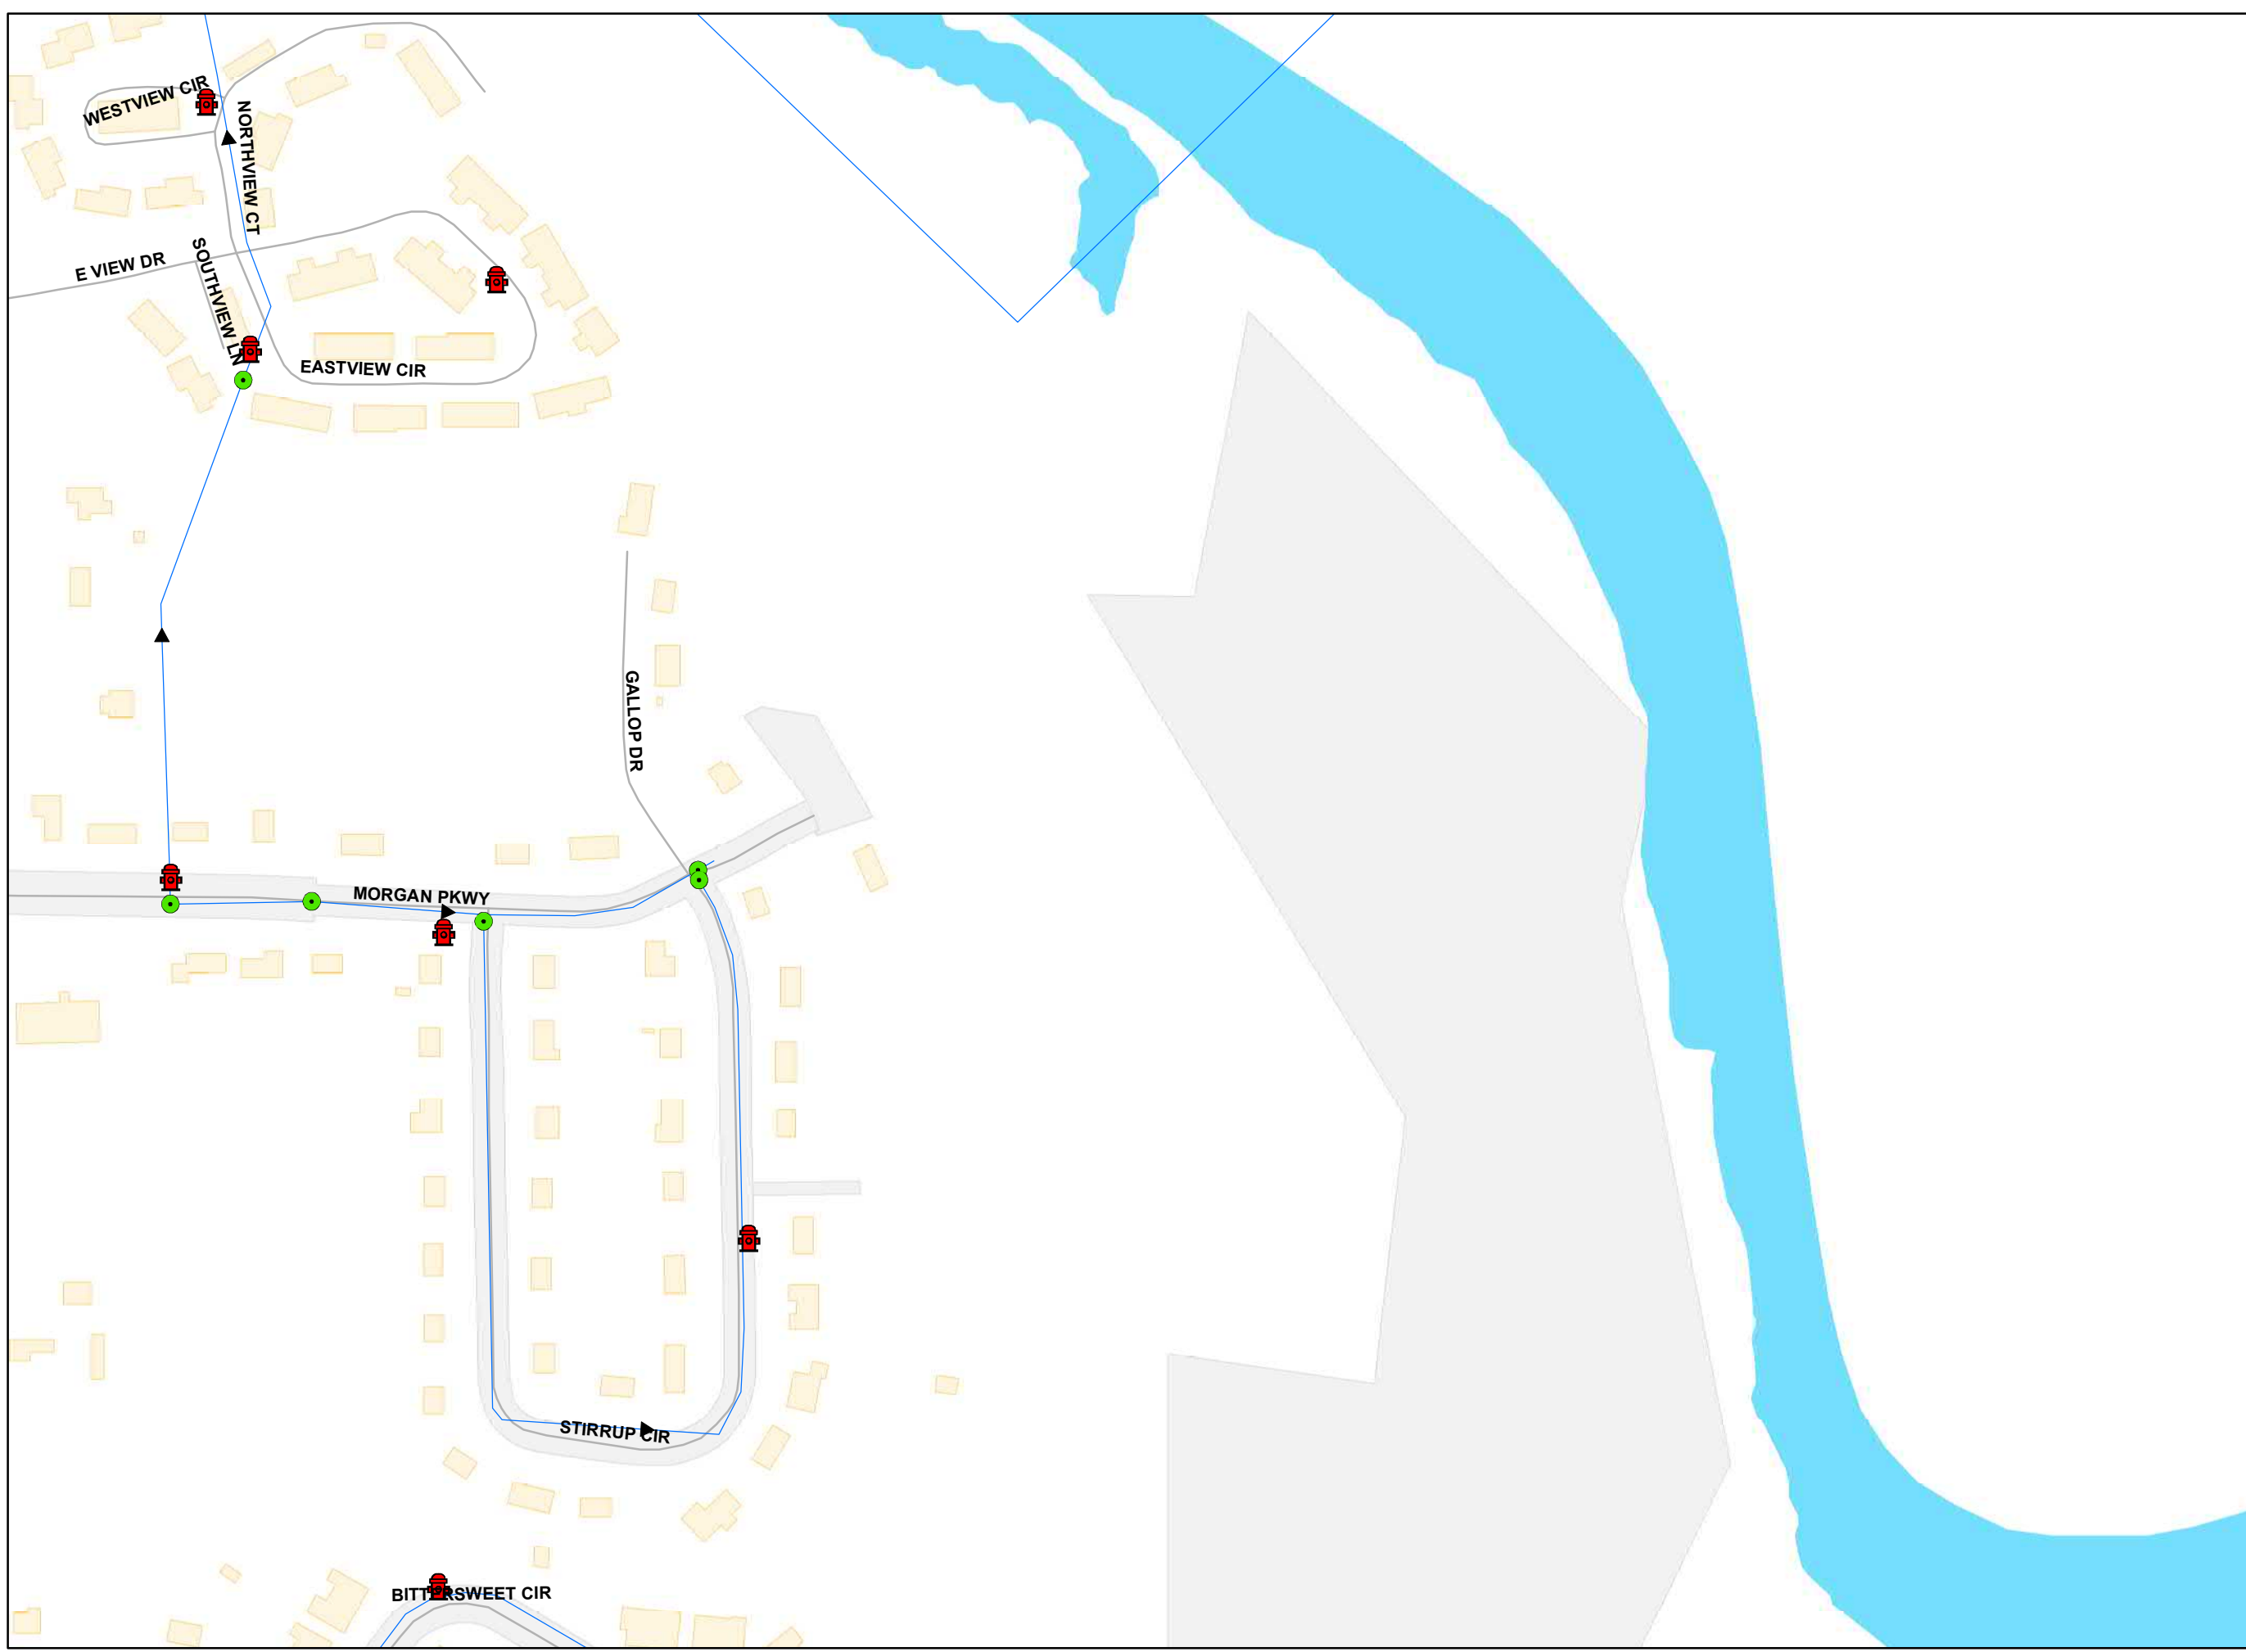 WESTVIEW CIR
NORTHVIEW CT
E VIEW DR
SOUTHVIEW LN
EASTVIEW CIR
GALLOP DR
MORGAN PKWY
STIRRUP CIR
BITTERSWEET CIR